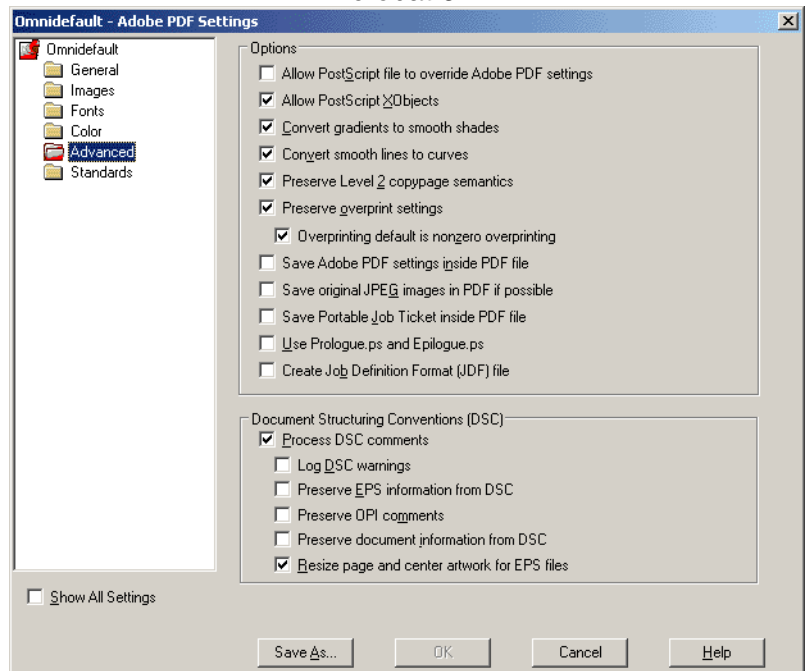 Omnidefault - Adobe PDF Settings
Omnidefault
General
Images
Fonts
Color
Advanced
Standards
Show All Settings
Options
Allow PostScript file to override Adobe PDF settings
Allow PostScript XObjects
Convert gradients to smooth shades
Convert smooth lines to curves
Preserve Level 2 copypage semantics
Preserve overprint settings
Overprinting default is nonzero overprinting
Save Adobe PDF settings inside PDF file
Save original JPEG images in PDF if possible
Save Portable Job Ticket inside PDF file
Use Prologue.ps and Epilogue.ps
Create Job Definition Format (JDF) file
Document Structuring Conventions (DSC)
Process DSC comments
Log DSC warnings
Preserve EPS information from DSC
Preserve OPI comments
Preserve document information from DSC
Resize page and center artwork for EPS files
Save As...
OK
Cancel
Help